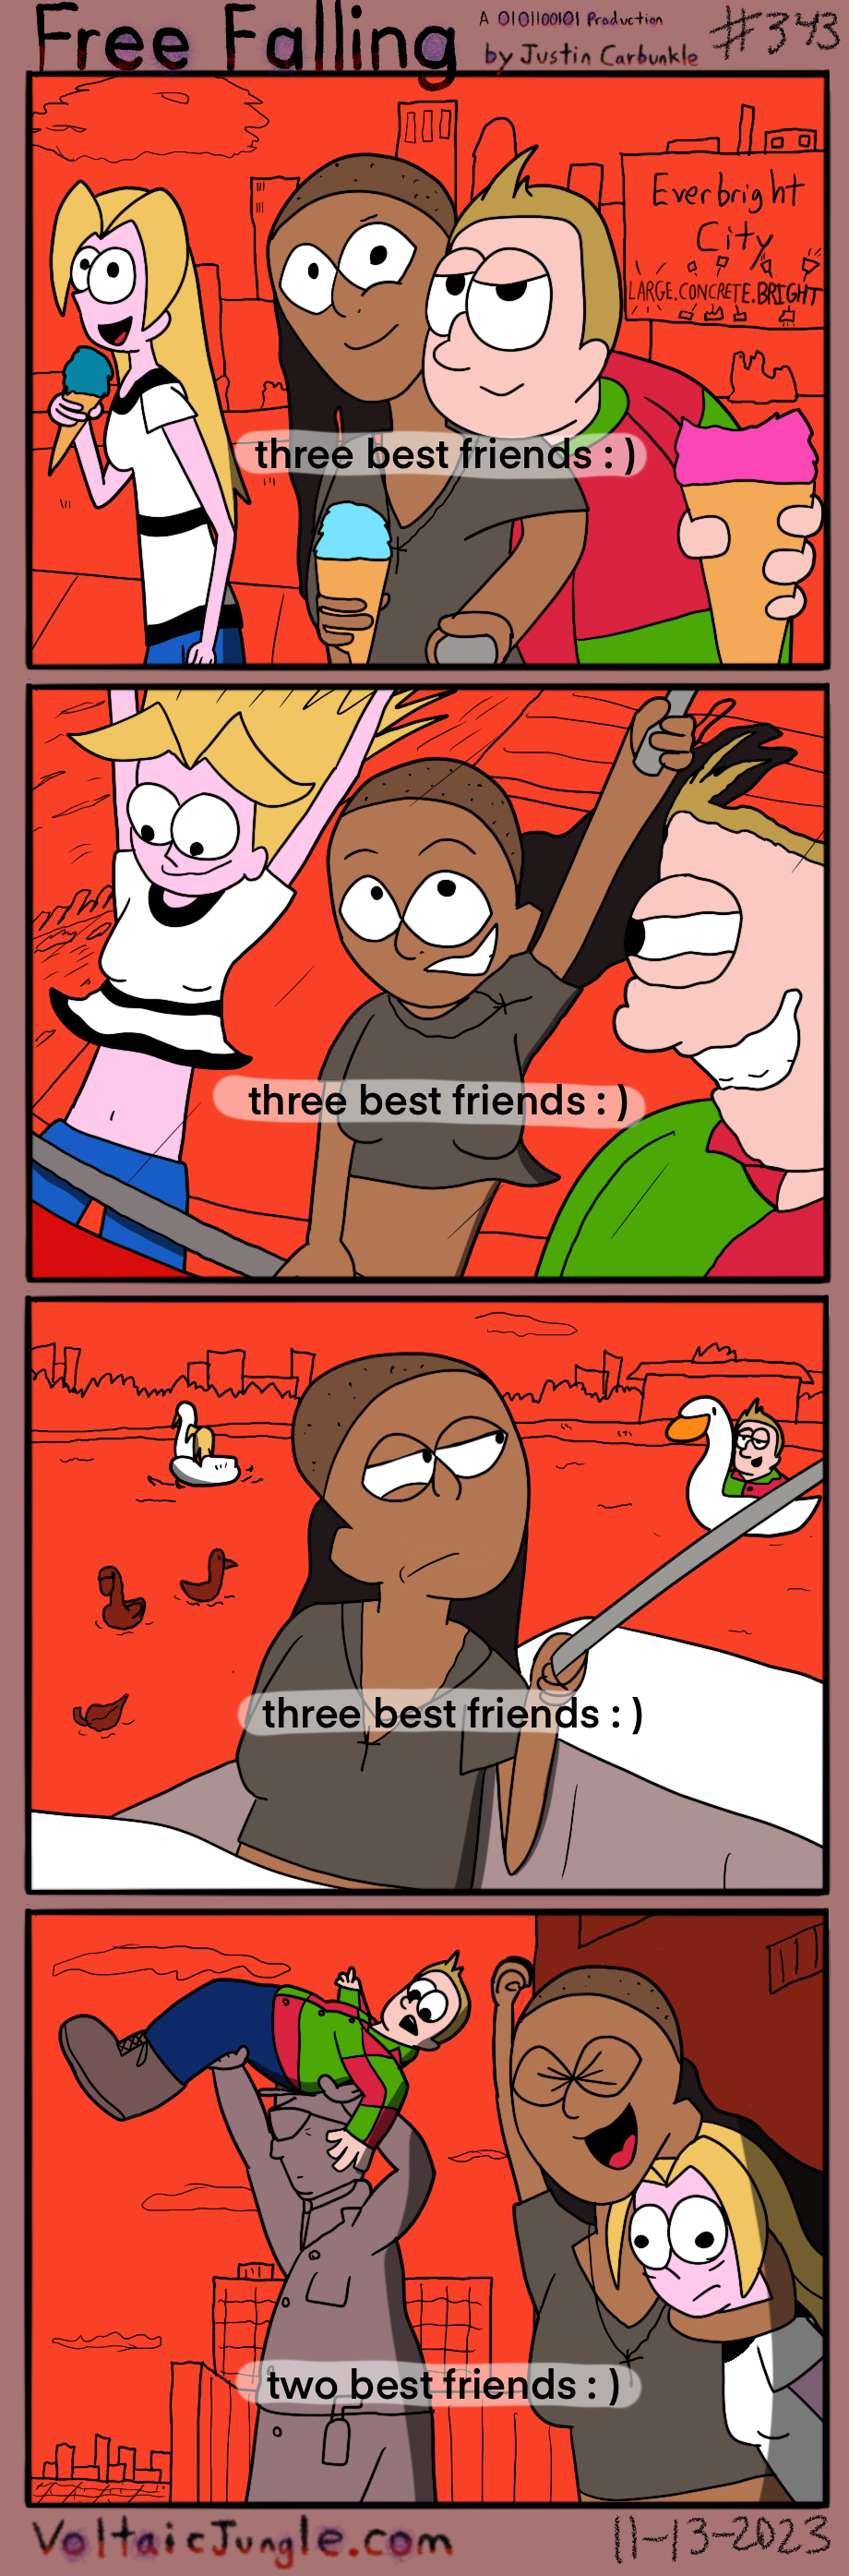 Free Falling
A 0101100101 Production
by Justin Carbunkle
#343
Everbright
City
LARGE.CONCRETE.BRIGHT
three best friends : )
three best friends : )
three best friends : )
two best friends : )
VoltaicJungle.com
11-13-2023